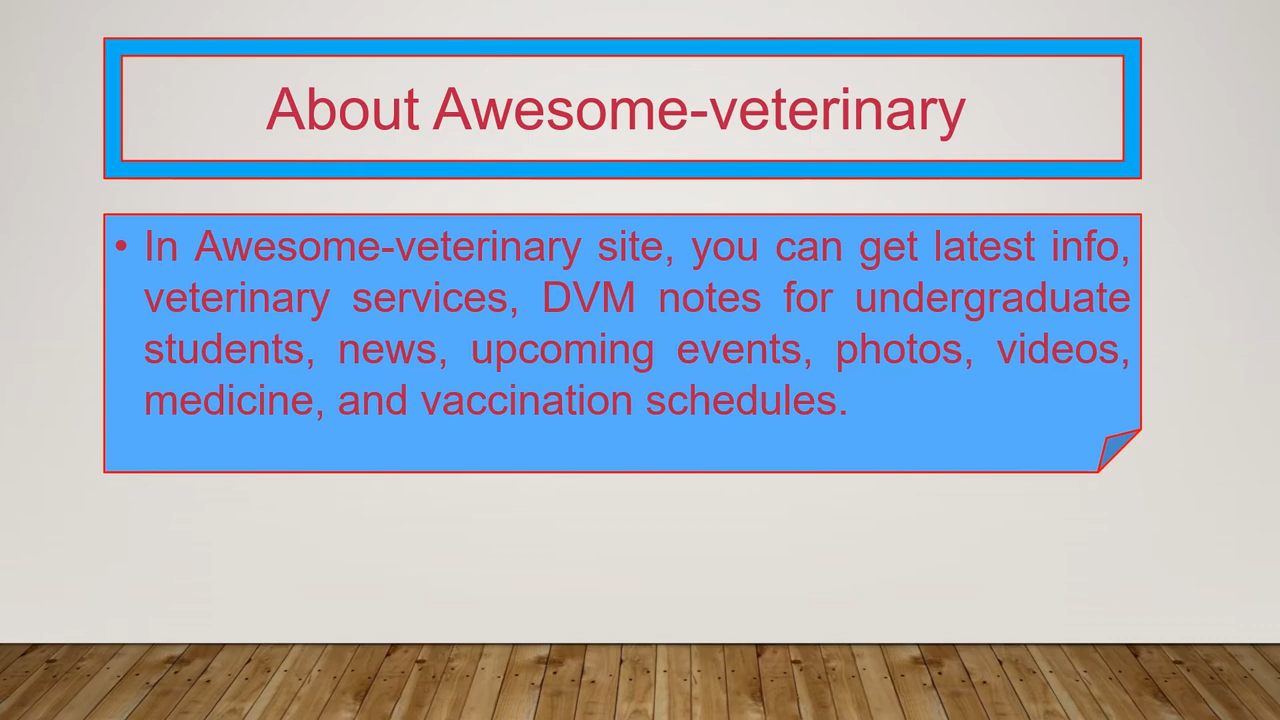 About Awesome-veterinary
• In Awesome-veterinary site, you can get latest info,
veterinary services, DVM notes for undergraduate
students, news, upcoming events, photos, videos,
medicine, and vaccination schedules.